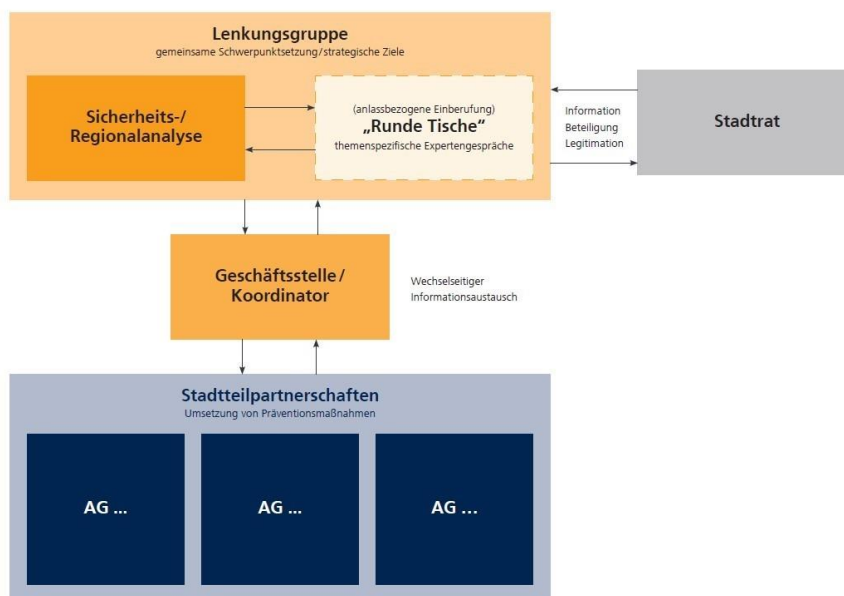 Lenkungsgruppe
gemeinsame Schwerpunktsetzung/strategische Ziele
Sicherheits-/
Regionalanalyse
(anlassbezogene Einberufung)
„Runde Tische“
themenspezifische Expertengespräche
Information
Beteiligung
Legitimation
Stadtrat
Geschäftsstelle/
Koordinator
Wechselseitiger
Informationsaustausch
Stadtteilpartnerschaften
Umsetzung von Präventionsmaßnahmen
AG ...
AG ...
AG ...